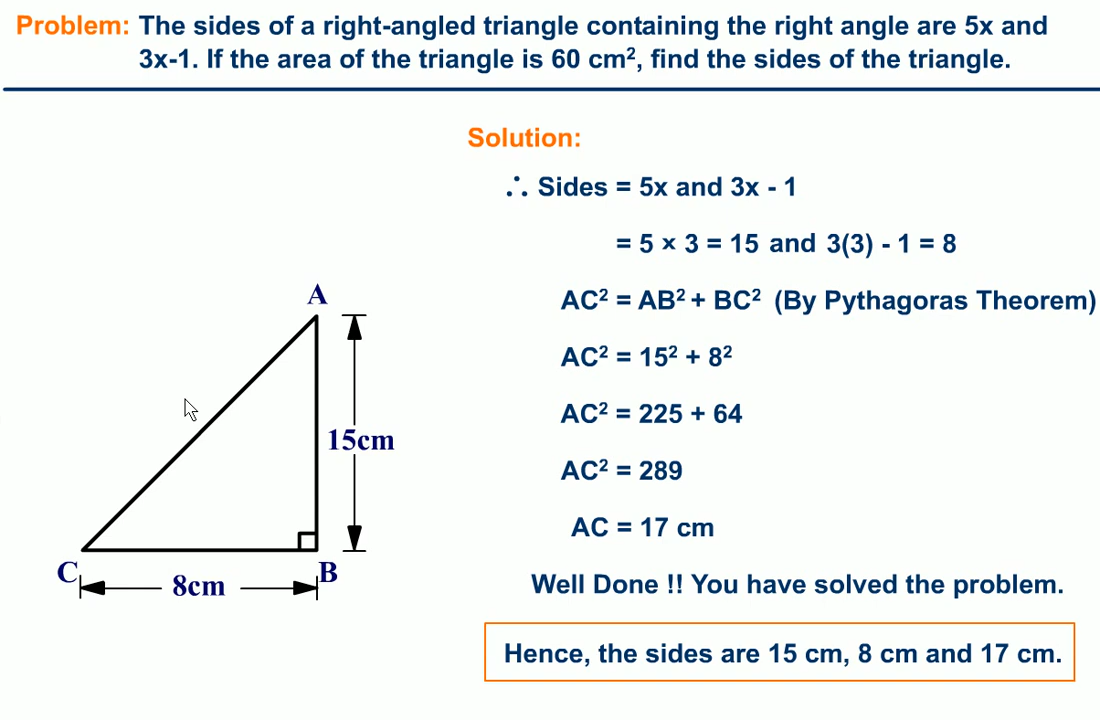 Problem: The sides of a right-angled triangle containing the right angle are 5x and
3x-1. If the area of the triangle is 60 cm², find the sides of the triangle.
Solution:
∴ Sides = 5x and 3x - 1
= 5 × 3 = 15 and 3(3) - 1 = 8
AC² = AB² + BC² (By Pythagoras Theorem)
AC² = 15² + 8²
AC² = 225 + 64
AC² = 289
AC = 17 cm
Well Done !! You have solved the problem.
Hence, the sides are 15 cm, 8 cm and 17 cm.
A
15cm
C
B
8cm